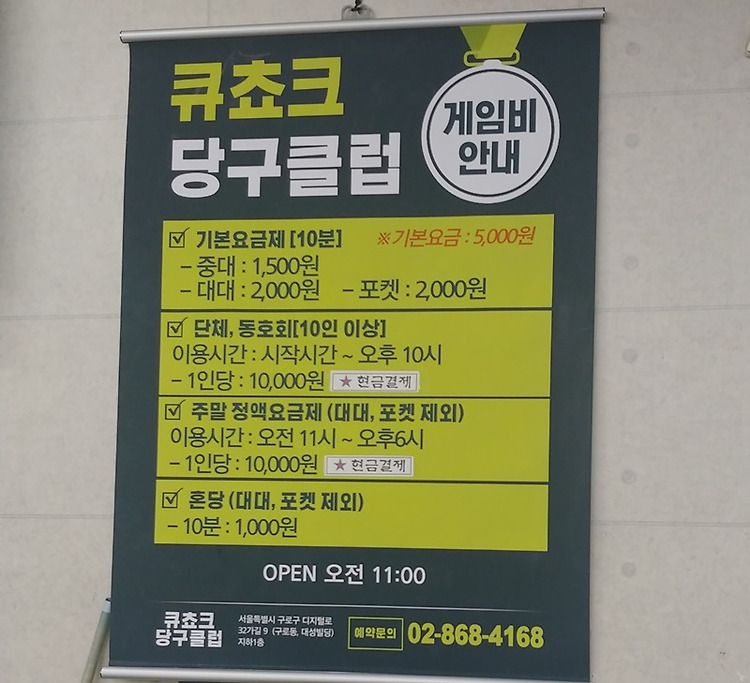 큐쵸크
당구클럽
게임비
안내
기본요금제 [10분] ※기본요금 : 5,000원
- 중대 : 1,500원
- 대대 : 2,000원 - 포켓 : 2,000원
단체, 동호회[10인 이상]
이용시간 : 시작시간 ~ 오후 10시
- 1인당 : 10,000원 ★ 현금결제
주말 정액요금제 (대대, 포켓 제외)
이용시간 : 오전 11시 ~ 오후6시
- 1인당 : 10,000원 ★ 현금결제
혼당 (대대, 포켓 제외)
- 10분 : 1,000원
OPEN 오전 11:00
큐쵸크
당구클럽
서울특별시 구로구 디지털로
32가길 9 (구로동, 대성빌딩)
지하1층
예약문의 02-868-4168